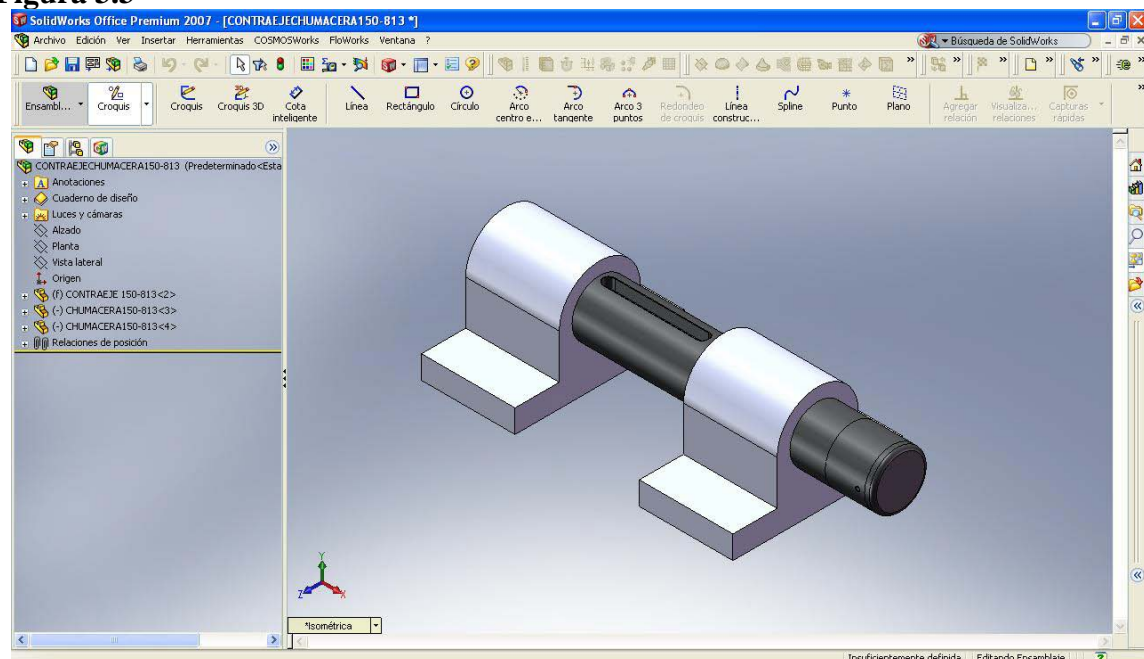 SolidWorks Office Premium 2007 - [CONTRAEJECHUMACERA150-813 *]
Archivo Edición Ver Insertar Herramientas COSMOSWorks FloWorks Ventana ?
Búsqueda de SolidWorks
Ensambl... Croquis Croquis Croquis 3D Cota inteligente Línea Rectángulo Círculo Arco centro e... Arco tangente Arco 3 puntos Redondeo de croquis Línea construc... Spline Punto Plano Agregar relación Visualiza... relaciones Capturas rápidas
CONTRAEJECHUMACERA150-813 (Predeterminado<Esta
Anotaciones
Cuaderno de diseño
Luces y cámaras
Alzado
Planta
Vista lateral
Origen
(f) CONTRAEJE 150-813<2>
(-) CHUMACERA150-813<3>
(-) CHUMACERA150-813<4>
Relaciones de posición
Y
Z X
*Isométrica
Insuficientemente definida Editando Ensamblaje